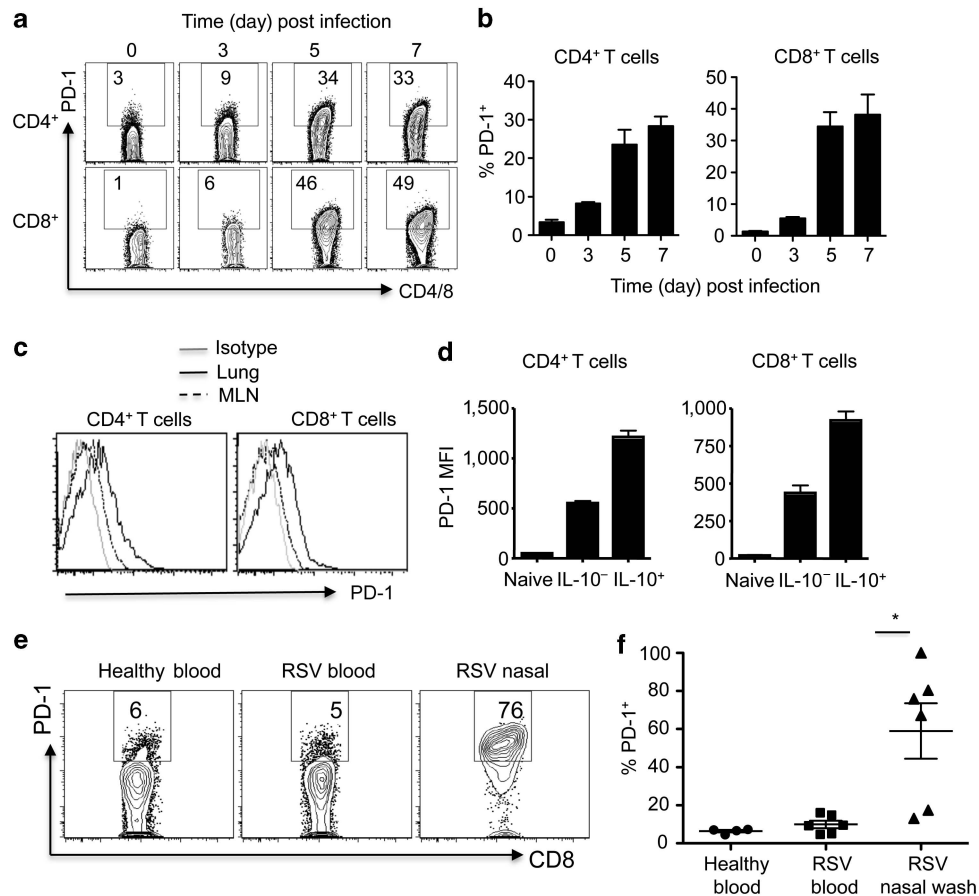 a
Time (day) post infection
0 3 5 7
PD-1
CD4⁺
3 9 34 33
CD8⁺
1 6 46 49
CD4/8
b
CD4⁺ T cells
CD8⁺ T cells
% PD-1⁺
40
30
20
10
0
0 3 5 7
50
40
30
20
10
0
0 3 5 7
Time (day) post infection
c
Isotype
Lung
MLN
CD4⁺ T cells
CD8⁺ T cells
PD-1
d
CD4⁺ T cells
CD8⁺ T cells
PD-1 MFI
1,500
1,000
500
0
Naive IL-10⁻ IL-10⁺
1,000
750
500
250
0
Naive IL-10⁻ IL-10⁺
e
Healthy blood
RSV blood
RSV nasal
PD-1
6
5
76
CD8
f
*
% PD-1⁺
100
80
60
40
20
0
Healthy blood
RSV blood
RSV nasal wash